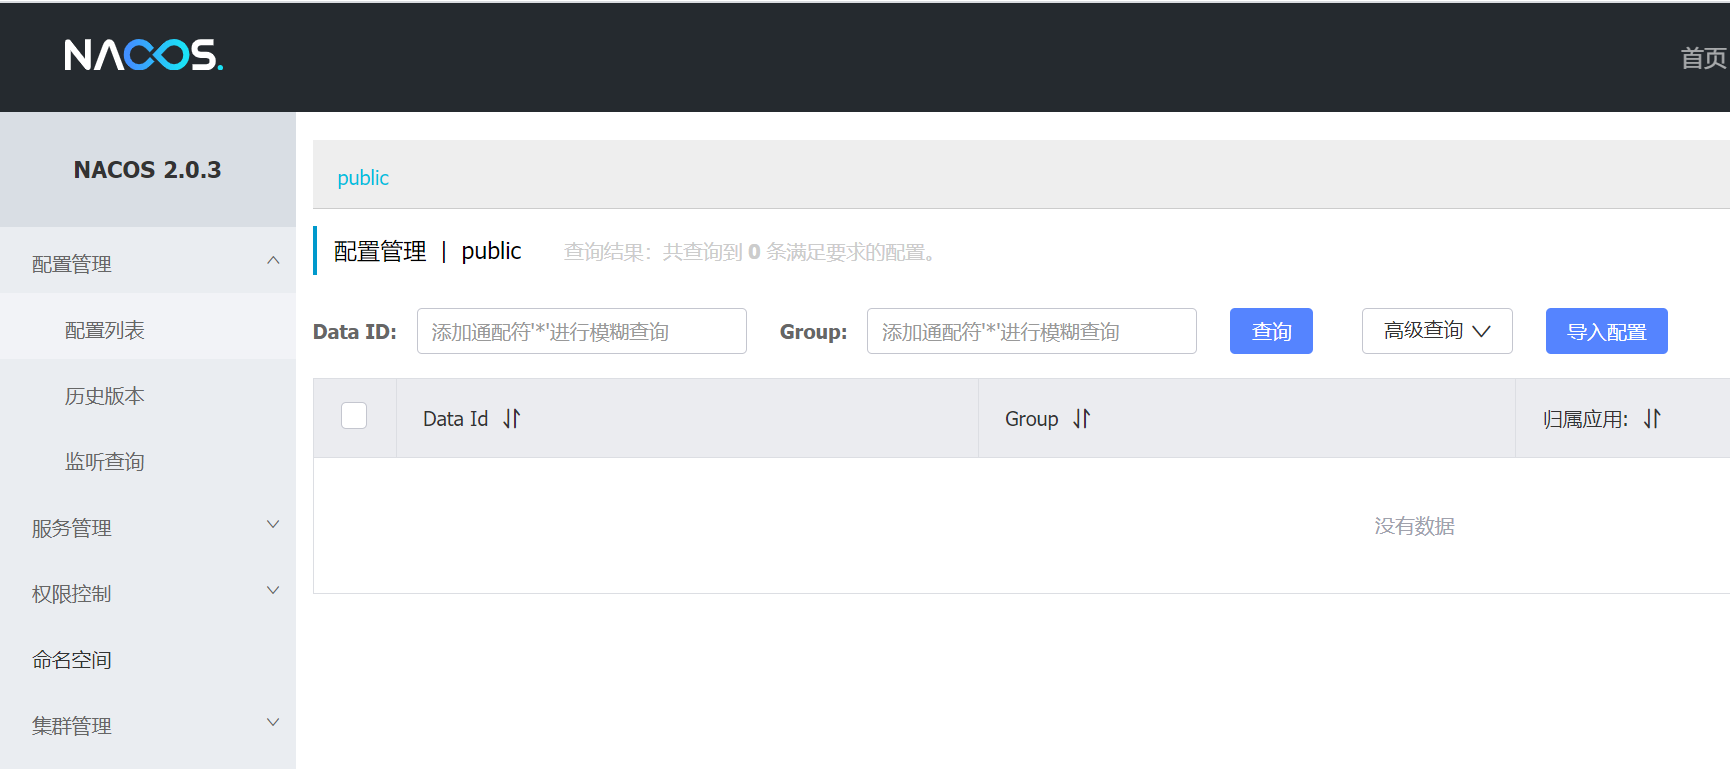 NACOS.
首页
NACOS 2.0.3
配置管理
配置列表
历史版本
监听查询
服务管理
权限控制
命名空间
集群管理
public
配置管理 | public 查询结果：共查询到 0 条满足要求的配置。
Data ID: 添加通配符'*'进行模糊查询 Group: 添加通配符'*'进行模糊查询 查询 高级查询 导入配置
Data Id Group 归属应用:
没有数据